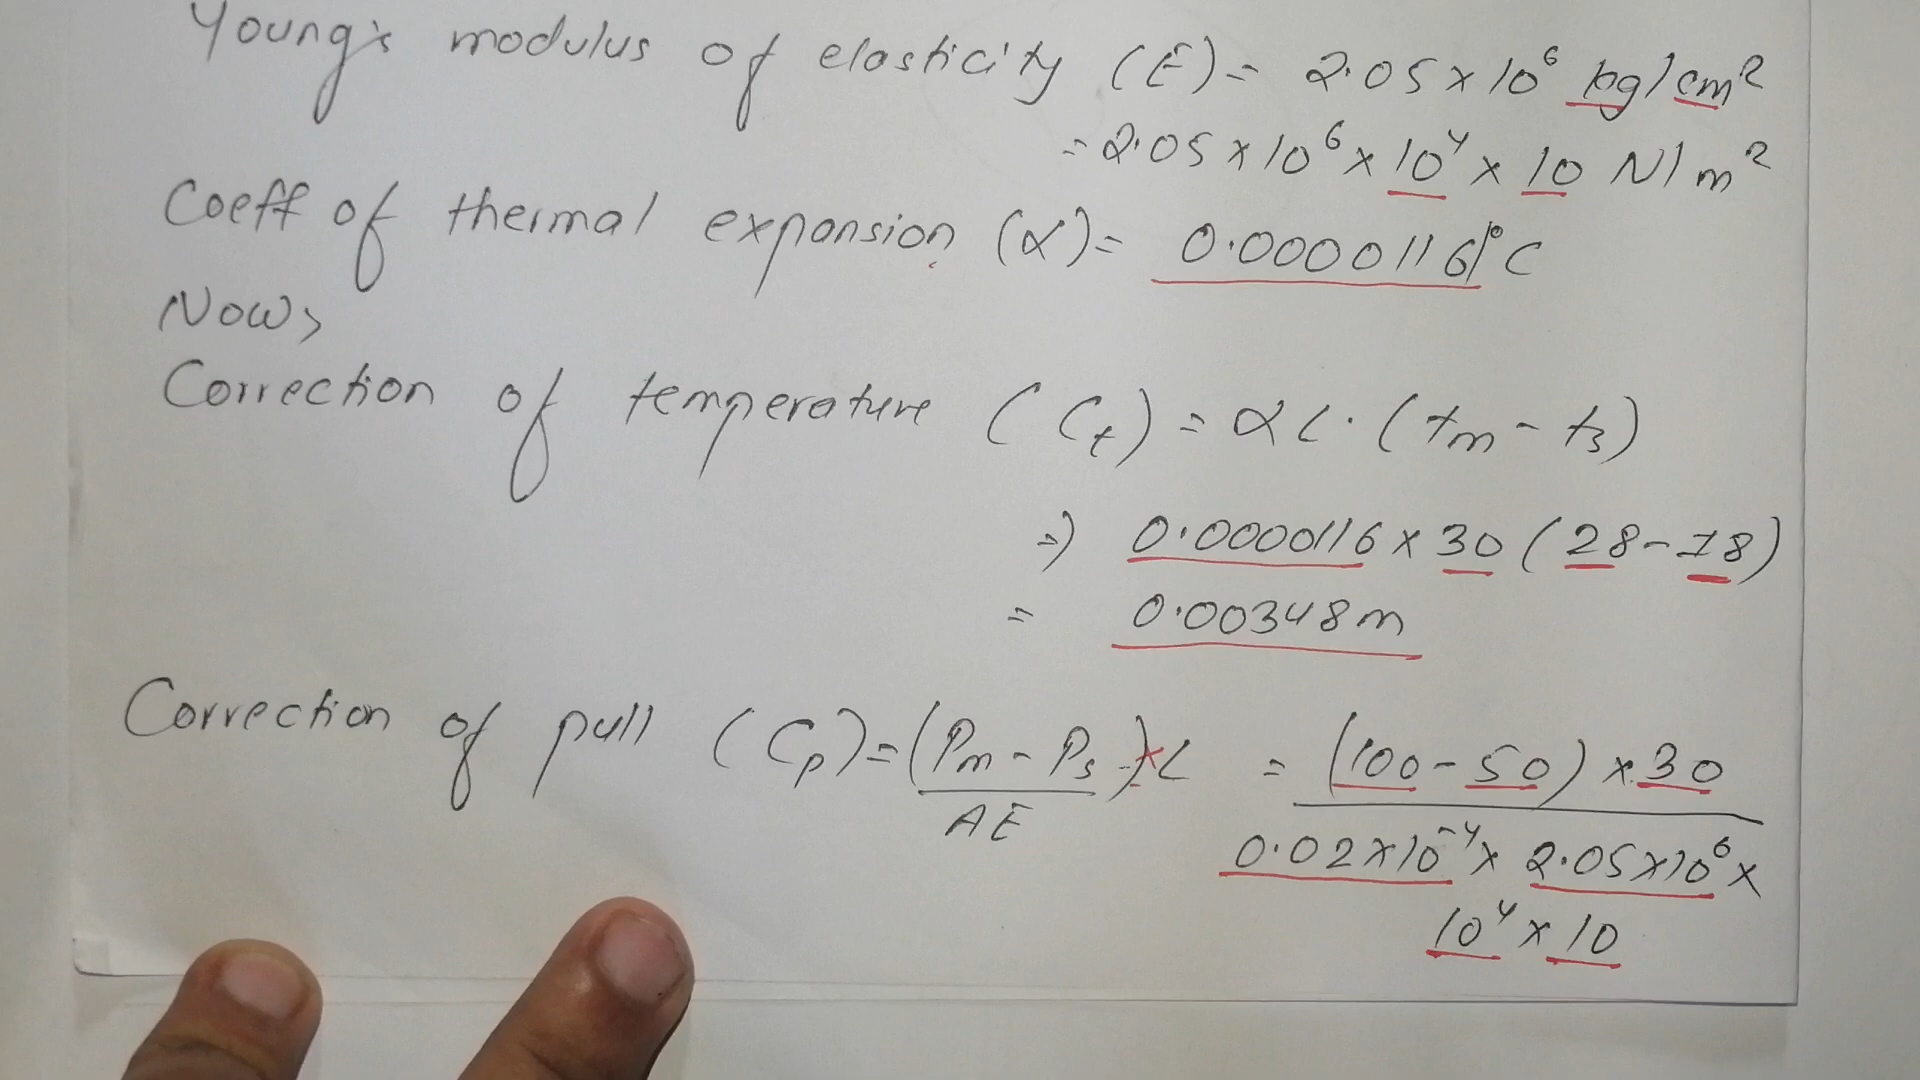 Young's modulus of elasticity (E) = 2.05 × 10⁶ kg/cm²
= 2.05 × 10⁶ × 10⁴ × 10 N/m²
Coeff of thermal expansion (α) = 0.0000116/°C
Now,
Correction of temperature (Ct) = αL.(tm - ts)
⇒) 0.0000116 × 30 (28 - 18)
= 0.00348m
Correction of pull (Cp) = (Pm - Ps) × L / AE = (100 - 50) × 30
0.02 × 10⁻⁴ × 2.05 × 10⁶ ×
10⁴ × 10